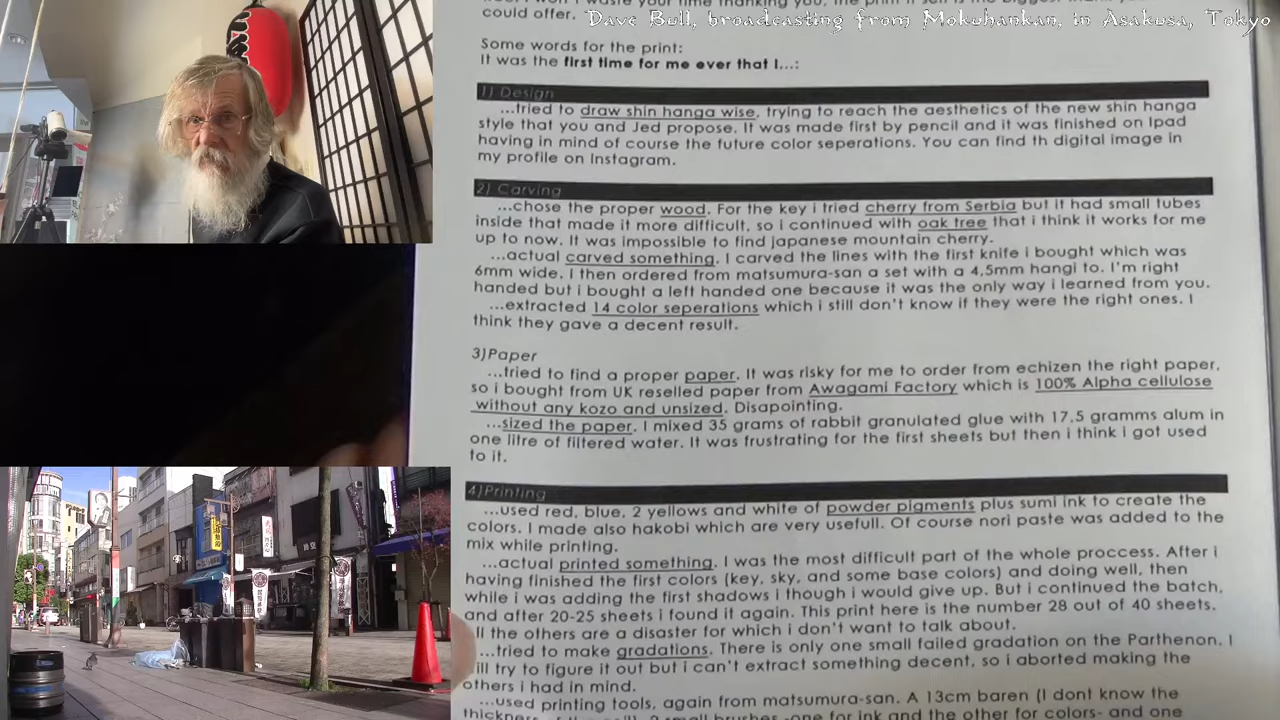 could offer.
Dave Bull, broadcasting from Mokuhankan, in Asakusa, Tokyo
Some words for the print:
It was the first time for me ever that I...:
1) Design
...tried to draw shin hanga wise, trying to reach the aesthetics of the new shin hanga
style that you and Jed propose. It was made first by pencil and it was finished on Ipad
having in mind of course the future color seperations. You can find th digital image in
my profile on Instagram.
2) Carving
...chose the proper wood. For the key i tried cherry from Serbia but it had small tubes
inside that made it more difficult, so i continued with oak tree that i think it works for me
up to now. It was impossible to find japanese mountain cherry.
...actual carved something. I carved the lines with the first knife i bought which was
6mm wide. I then ordered from matsumura-san a set with a 4,5mm hangi to. I'm right
handed but i bought a left handed one because it was the only way i learned from you.
...extracted 14 color seperations which i still don't know if they were the right ones. I
think they gave a decent result.
3)Paper
...tried to find a proper paper. It was risky for me to order from echizen the right paper,
so i bought from UK reselled paper from Awagami Factory which is 100% Alpha cellulose
without any kozo and unsized. Disapointing.
...sized the paper. I mixed 35 grams of rabbit granulated glue with 17,5 gramms alum in
one litre of filtered water. It was frustrating for the first sheets but then i think i got used
to it.
4)Printing
...used red, blue, 2 yellows and white of powder pigments plus sumi ink to create the
colors. I made also hakobi which are very usefull. Of course nori paste was added to the
mix while printing.
...actual printed something. I was the most difficult part of the whole proccess. After i
having finished the first colors (key, sky, and some base colors) and doing well, then
while i was adding the first shadows i though i would give up. But i continued the batch,
and after 20-25 sheets i found it again. This print here is the number 28 out of 40 sheets.
ll the others are a disaster for which i don't want to talk about.
...tried to make gradations. There is only one small failed gradation on the Parthenon. I
ill try to figure it out but i can't extract something decent, so i aborted making the
others i had in mind.
...used printing tools, again from matsumura-san. A 13cm baren (I dont know the